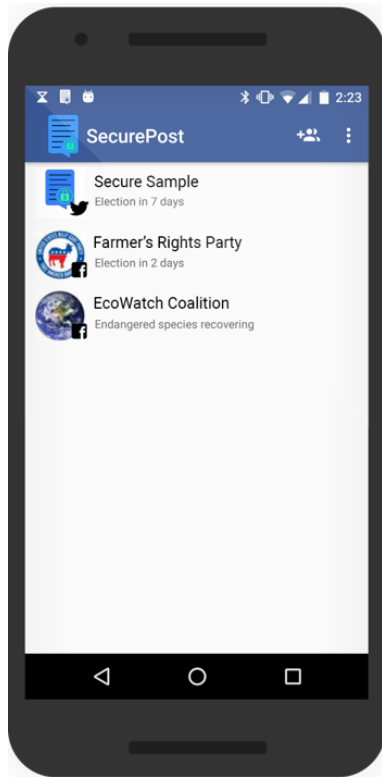 2:23
SecurePost
Secure Sample
Election in 7 days
Farmer's Rights Party
Election in 2 days
EcoWatch Coalition
Endangered species recovering